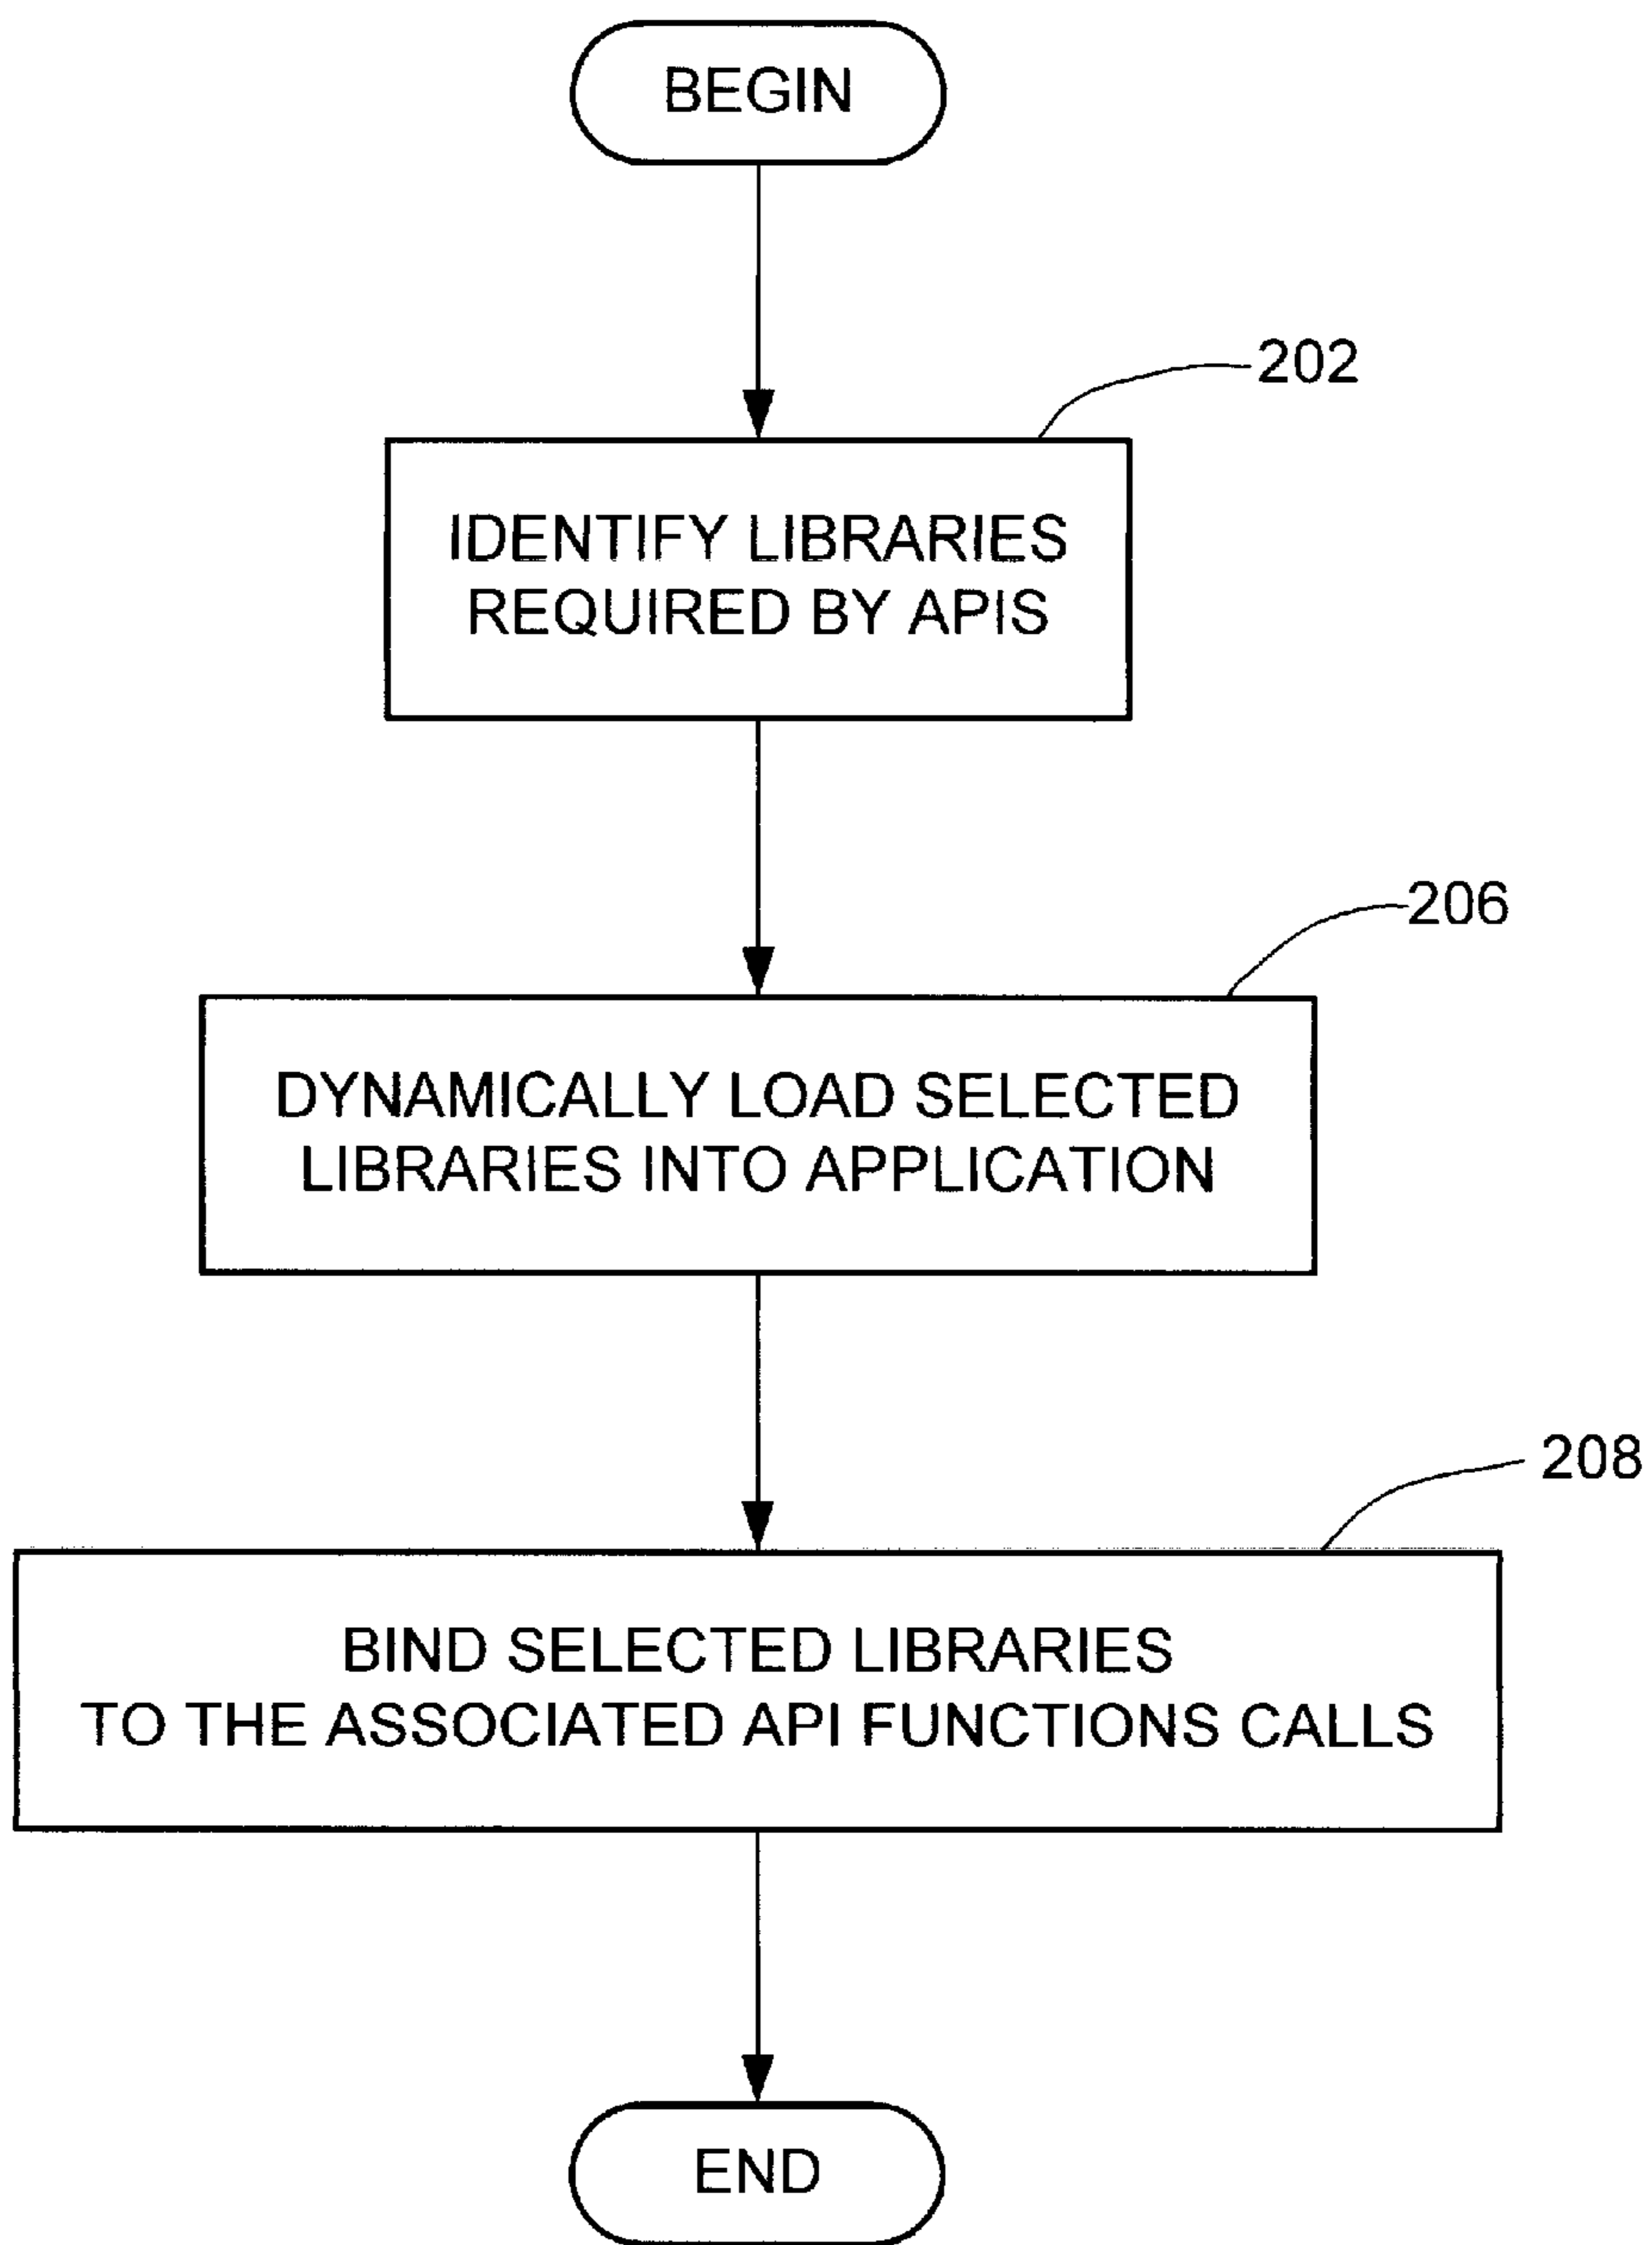 BEGIN
202
IDENTIFY LIBRARIES
REQUIRED BY APIS
206
DYNAMICALLY LOAD SELECTED
LIBRARIES INTO APPLICATION
208
BIND SELECTED LIBRARIES
TO THE ASSOCIATED API FUNCTIONS CALLS
END